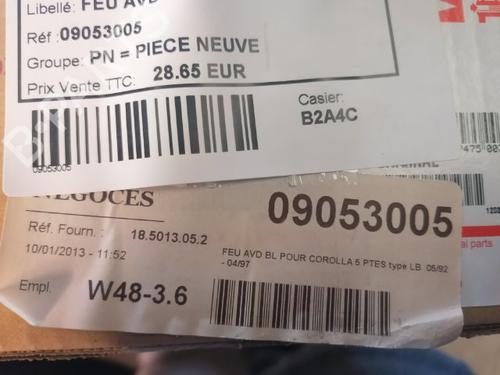 Libellé: FEU AVD
Réf :09053005
Groupe: PN = PIECE NEUVE
Prix Vente TTC: 28.65 EUR
Casier:
B2A4C
09053005
NEGOCES
09053005
Réf. Fourn. : 18.5013.05.2
10/01/2013 - 11:52
FEU AVD BL POUR COROLLA 5 PTES type LB 05/92
- 04/97
Empl. W48-3.6
parts